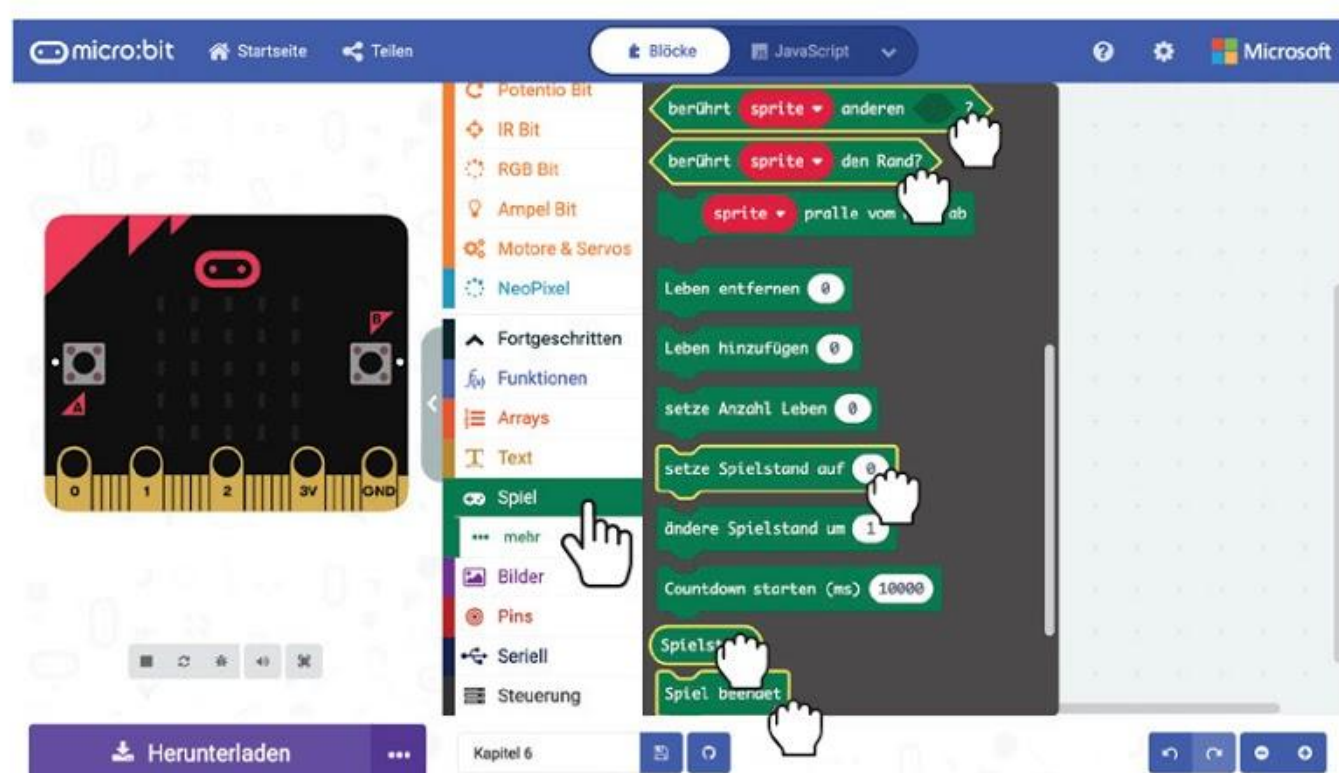 micro:bit Startseite Teilen Blöcke JavaScript Microsoft
Potentio Bit
IR Bit
RGB Bit
Ampel Bit
Motore & Servos
NeoPixel
Fortgeschritten
Funktionen
Arrays
Text
Spiel
mehr
Bilder
Pins
Seriell
Steuerung
berührt sprite anderen ?
berührt sprite den Rand?
sprite pralle vom ab
Leben entfernen 0
Leben hinzufügen 0
setze Anzahl Leben 0
setze Spielstand auf 0
ändere Spielstand um 1
Countdown starten (ms) 10000
Spiel beendet
A
B
0 1 2 3V GND
Herunterladen
Kapitel 6